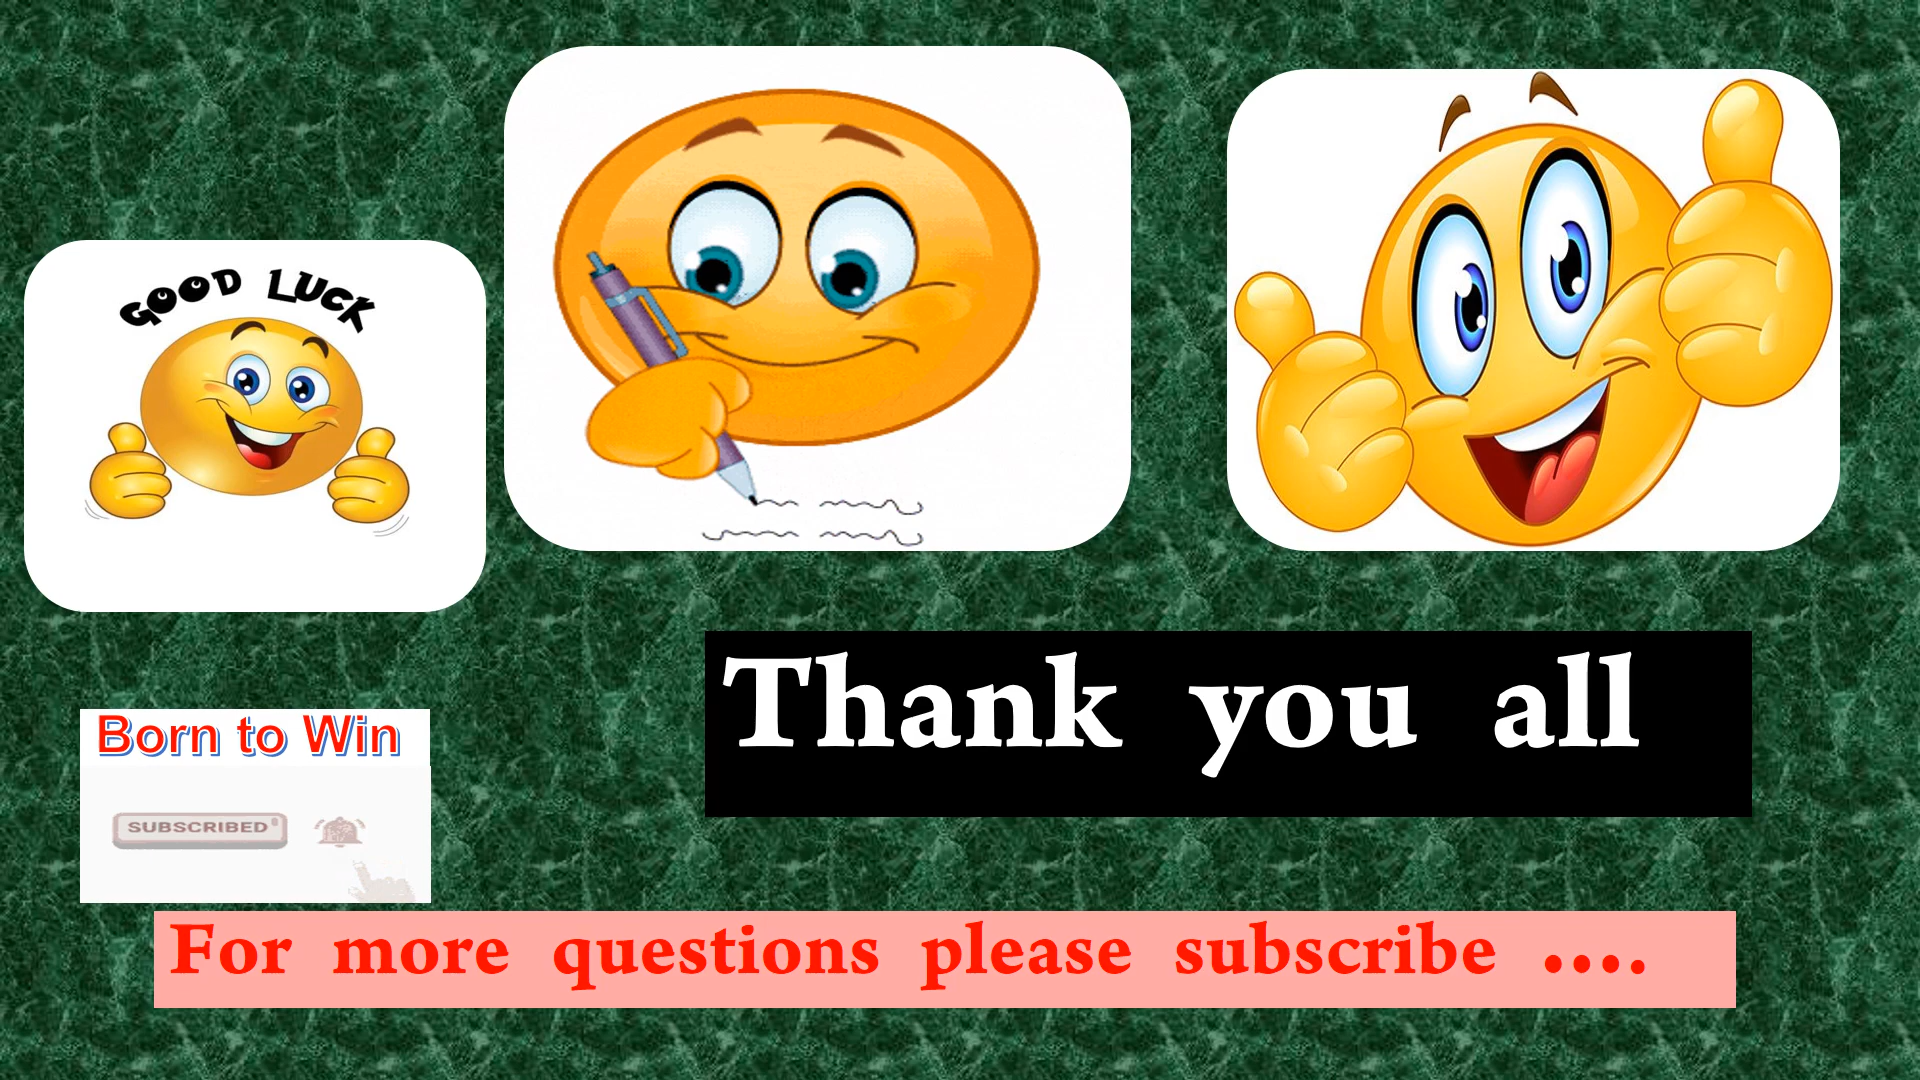 GOOD LUCK
Thank you all
Born to Win
SUBSCRIBED
For more questions please subscribe ....